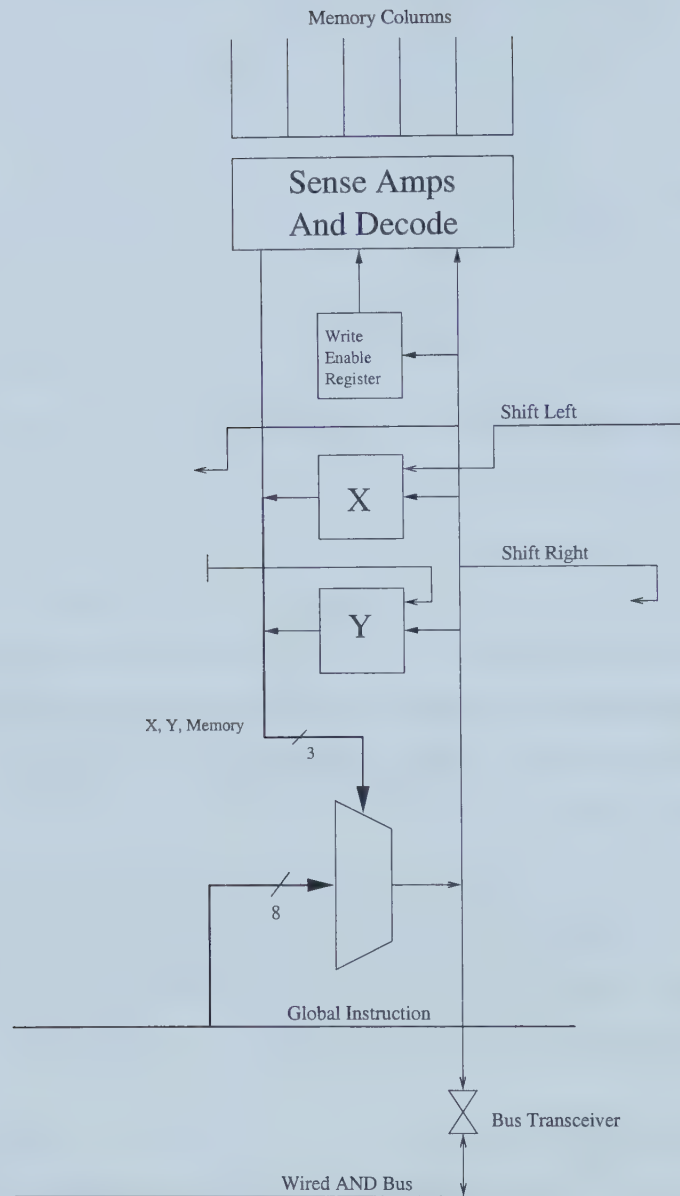 Memory Columns
Sense Amps
And Decode
Write
Enable
Register
Shift Left
X
Shift Right
Y
X, Y, Memory
3
8
Global Instruction
Bus Transceiver
Wired AND Bus